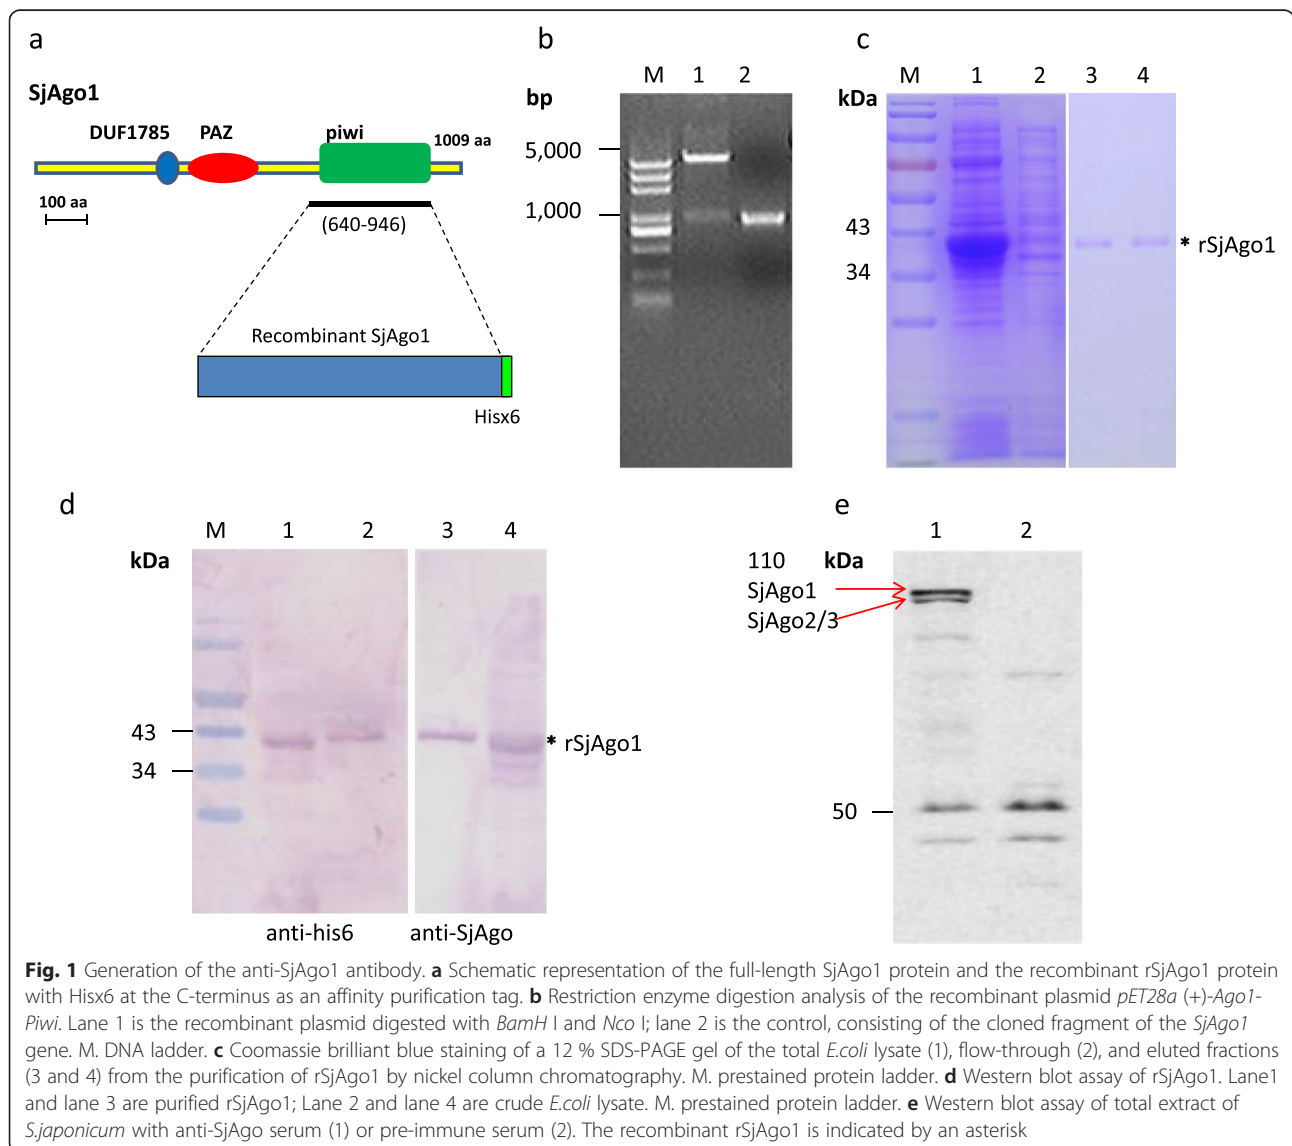 a
SjAgo1
DUF1785 PAZ piwi 1009 aa
100 aa
(640-946)
Recombinant SjAgo1
Hisx6
b
M 1 2
bp
5,000
1,000
c
M 1 2 3 4
kDa
43
34
* rSjAgo1
d
M 1 2 3 4
kDa
43
34
* rSjAgo1
anti-his6 anti-SjAgo
e
1 2
110 kDa
SjAgo1
SjAgo2/3
50
Fig. 1 Generation of the anti-SjAgo1 antibody. a Schematic representation of the full-length SjAgo1 protein and the recombinant rSjAgo1 protein
with Hisx6 at the C-terminus as an affinity purification tag. b Restriction enzyme digestion analysis of the recombinant plasmid pET28a (+)-Ago1-
Piwi. Lane 1 is the recombinant plasmid digested with BamH I and Nco I; lane 2 is the control, consisting of the cloned fragment of the SjAgo1
gene. M. DNA ladder. c Coomassie brilliant blue staining of a 12 % SDS-PAGE gel of the total E.coli lysate (1), flow-through (2), and eluted fractions
(3 and 4) from the purification of rSjAgo1 by nickel column chromatography. M. prestained protein ladder. d Western blot assay of rSjAgo1. Lane1
and lane 3 are purified rSjAgo1; Lane 2 and lane 4 are crude E.coli lysate. M. prestained protein ladder. e Western blot assay of total extract of
S.japonicum with anti-SjAgo serum (1) or pre-immune serum (2). The recombinant rSjAgo1 is indicated by an asterisk